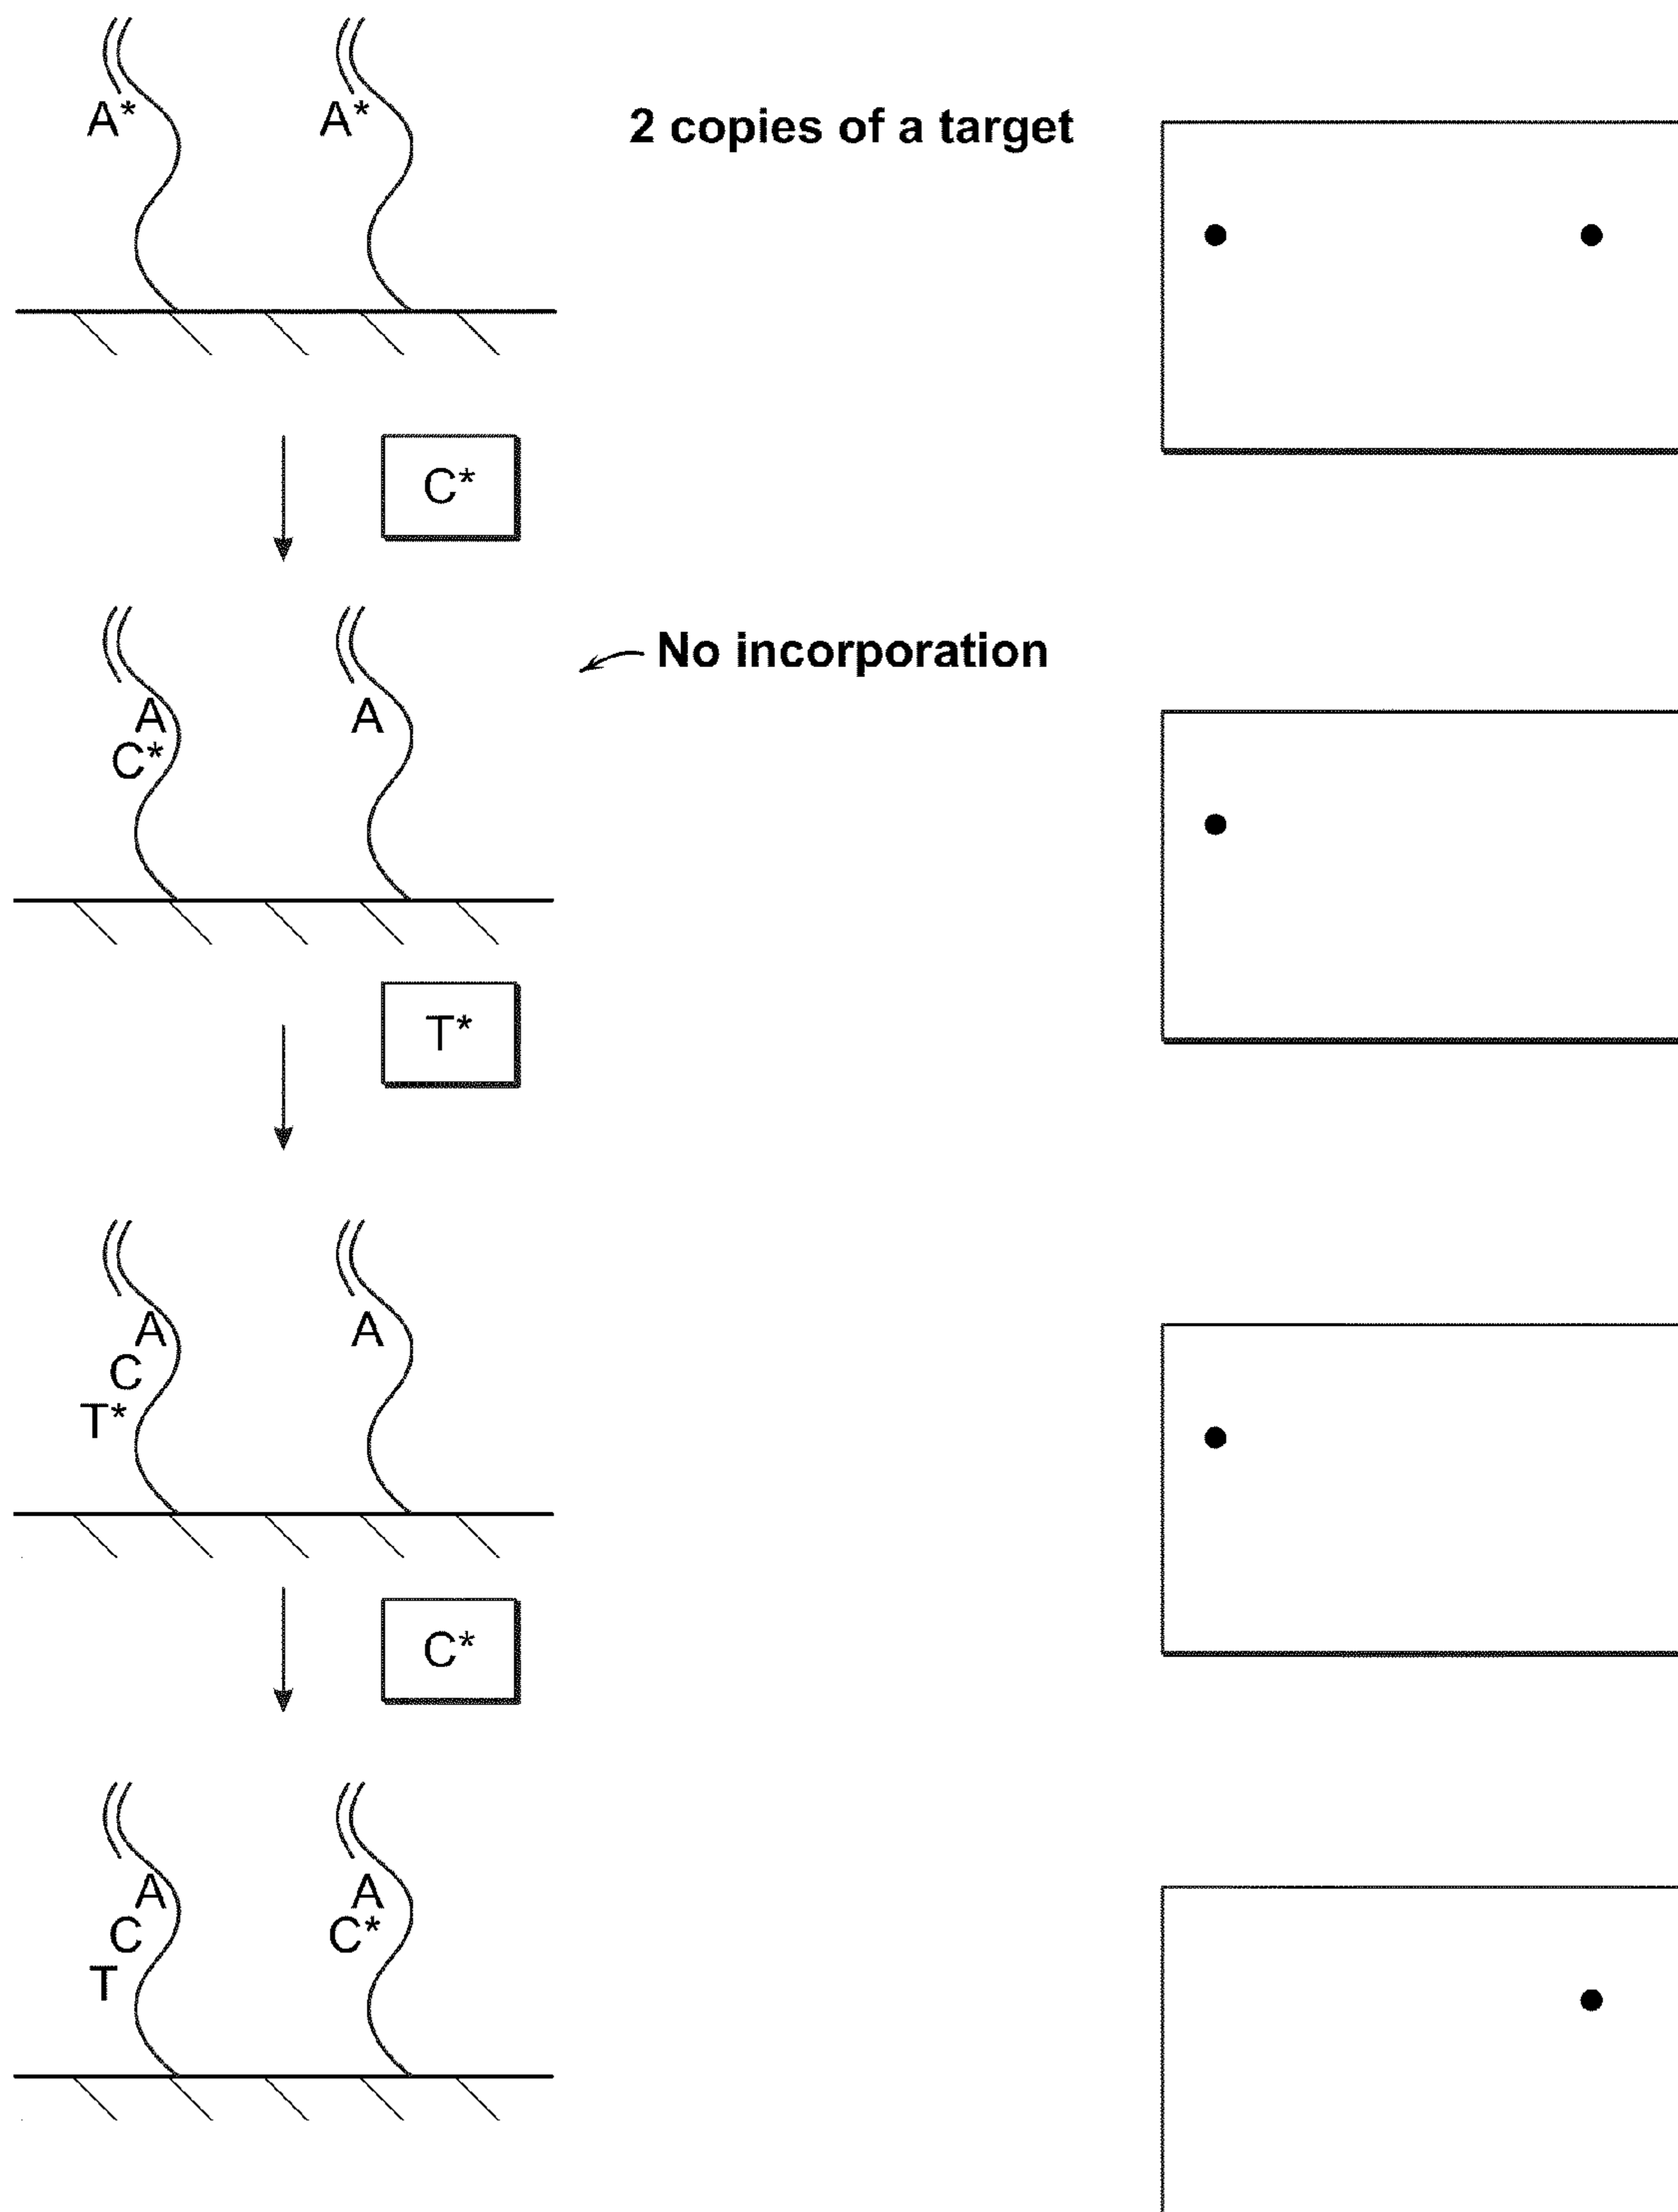 A* A*
2 copies of a target
C*
No incorporation
A A
C*
T*
A A
C
T*
C*
A A
C C*
T